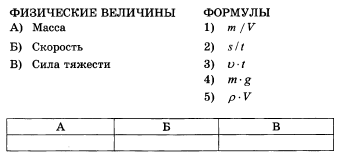 ФИЗИЧЕСКИЕ ВЕЛИЧИНЫ ФОРМУЛЫ
А) Масса 1) m / V
Б) Скорость 2) s / t
В) Сила тяжести 3) υ · t
4) m · g
5) ρ · V
А Б В